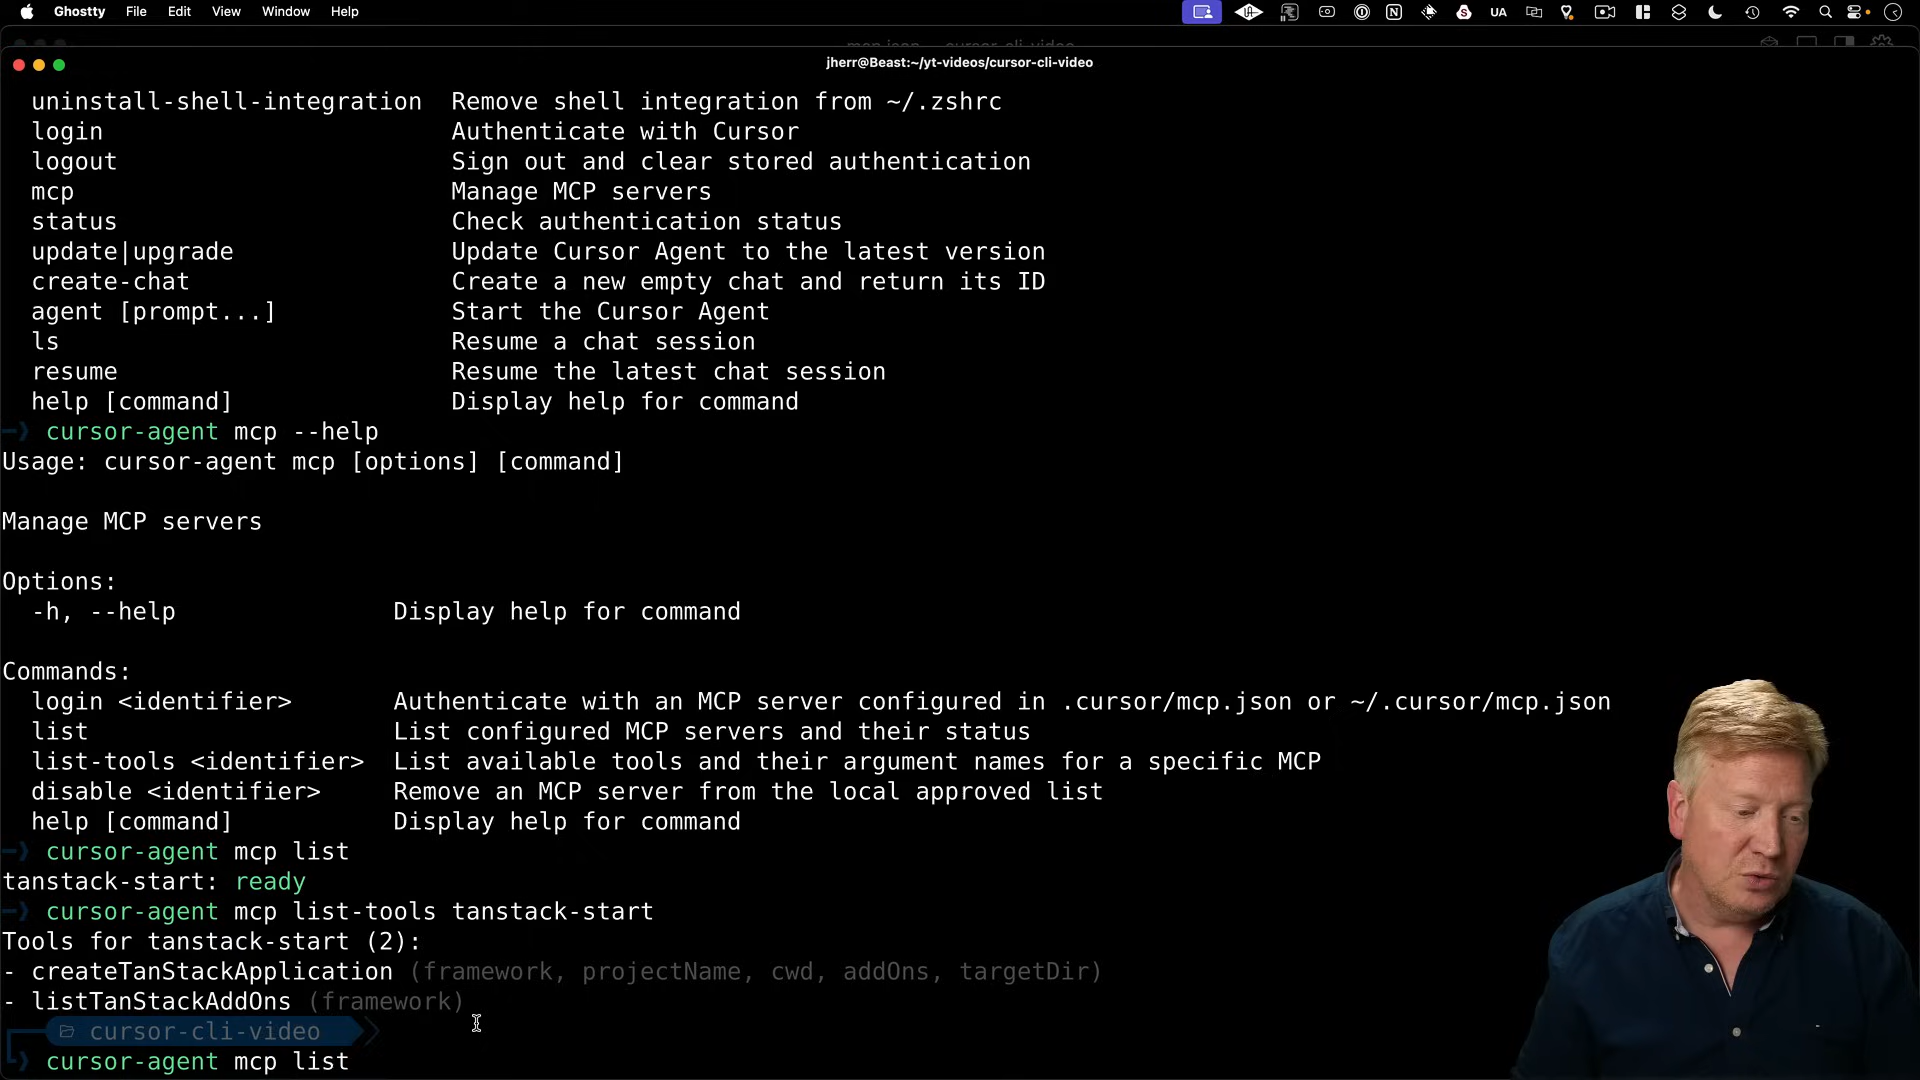 Ghostty File Edit View Window Help
UA
mcp.json — cursor-cli-video
jherr@Beast:~/yt-videos/cursor-cli-video
uninstall-shell-integration Remove shell integration from ~/.zshrc
login Authenticate with Cursor
logout Sign out and clear stored authentication
mcp Manage MCP servers
status Check authentication status
update|upgrade Update Cursor Agent to the latest version
create-chat Create a new empty chat and return its ID
agent [prompt...] Start the Cursor Agent
ls Resume a chat session
resume Resume the latest chat session
help [command] Display help for command
cursor-agent mcp --help
Usage: cursor-agent mcp [options] [command]
Manage MCP servers
Options:
-h, --help Display help for command
Commands:
login <identifier> Authenticate with an MCP server configured in .cursor/mcp.json or ~/.cursor/mcp.json
list List configured MCP servers and their status
list-tools <identifier> List available tools and their argument names for a specific MCP
disable <identifier> Remove an MCP server from the local approved list
help [command] Display help for command
cursor-agent mcp list
tanstack-start: ready
cursor-agent mcp list-tools tanstack-start
Tools for tanstack-start (2):
- createTanStackApplication (framework, projectName, cwd, addOns, targetDir)
- listTanStackAddOns (framework)
cursor-cli-video
cursor-agent mcp list